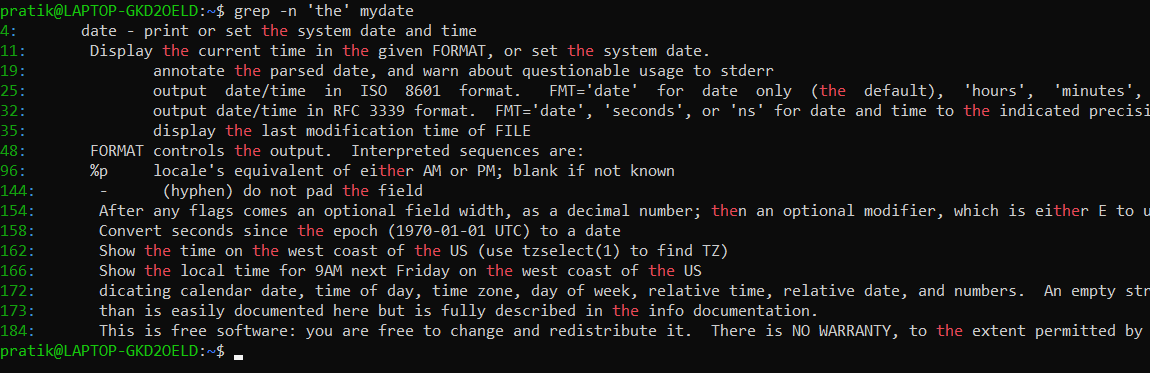 pratik@LAPTOP-GKD2OELD:~$ grep -n 'the' mydate
4:       date - print or set the system date and time
11:       Display the current time in the given FORMAT, or set the system date.
19:              annotate the parsed date, and warn about questionable usage to stderr
25:              output  date/time  in  ISO  8601  format.   FMT='date'  for  date  only  (the  default),  'hours',  'minutes',
32:              output date/time in RFC 3339 format.  FMT='date', 'seconds', or 'ns' for date and time to the indicated precisi
35:              display the last modification time of FILE
48:       FORMAT controls the output.  Interpreted sequences are:
96:       %p     locale's equivalent of either AM or PM; blank if not known
144:       -      (hyphen) do not pad the field
154:       After any flags comes an optional field width, as a decimal number; then an optional modifier, which is either E to u
158:       Convert seconds since the epoch (1970-01-01 UTC) to a date
162:       Show the time on the west coast of the US (use tzselect(1) to find TZ)
166:       Show the local time for 9AM next Friday on the west coast of the US
172:       dicating calendar date, time of day, time zone, day of week, relative time, relative date, and numbers.  An empty str
173:       than is easily documented here but is fully described in the info documentation.
184:       This is free software: you are free to change and redistribute it.  There is NO WARRANTY, to the extent permitted by
pratik@LAPTOP-GKD2OELD:~$